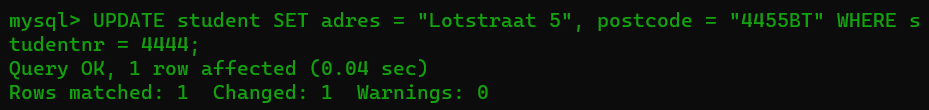 mysql> UPDATE student SET adres = "Lotstraat 5", postcode = "4455BT" WHERE s
tudentnr = 4444;
Query OK, 1 row affected (0.04 sec)
Rows matched: 1  Changed: 1  Warnings: 0